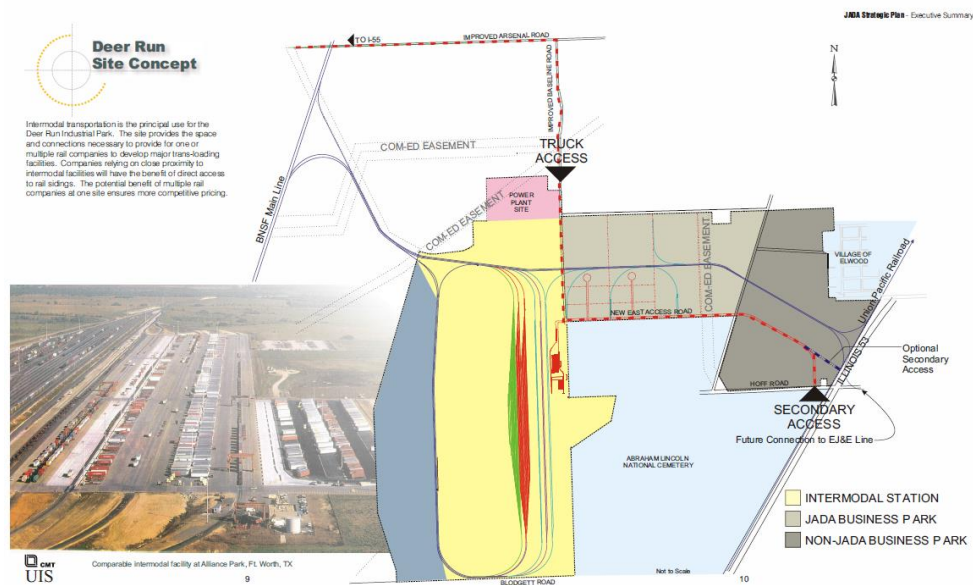 JADA Strategic Plan - Executive Summary
Deer Run
Site Concept
Intermodal transportation is the principal use for the
Deer Run Industrial Park. The site provides the space
and connections necessary to provide for one or
multiple rail companies to develop major trans-loading
facilities. Companies relying on close proximity to
intermodal facilities will have the benefit of direct access
to rail sidings. The potential benefit of multiple rail
companies at one site ensures more competitive pricing.
TO I-55
IMPROVED ARSENAL ROAD
N
IMPROVED BASELINE ROAD
COM-ED EASEMENT
TRUCK
ACCESS
BNSF Main Line
POWER
PLANT
SITE
COM-ED EASEMENT
COM-ED EASEMENT
VILLAGE OF
ELWOOD
Union Pacific Railroad
NEW EAST ACCESS ROAD
ILLINOIS 53
Optional
Secondary
Access
HOFF ROAD
SECONDARY
ACCESS
Future Connection to EJ&E Line
ABRAHAM LINCOLN
NATIONAL CEMETERY
INTERMODAL STATION
JADA BUSINESS PARK
NON-JADA BUSINESS PARK
CMT
UIS
Comparable intermodal facility at Alliance Park, Ft. Worth, TX
9
BLODGETT ROAD
Not to Scale
10